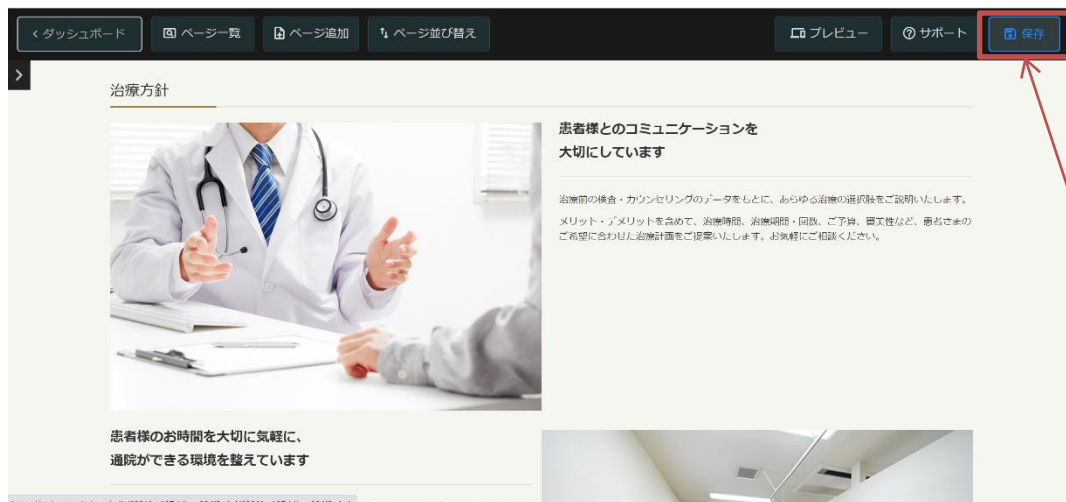 ダッシュボード
ページ一覧
ページ追加
ページ並び替え
プレビュー
サポート
保存
治療方針
患者様とのコミュニケーションを
大切にしています
治療前の検査・カウンセリングのデータをもとに、あらゆる治療の選択肢をご説明いたします。
メリット・デメリットを含めて、治療時間、治療期間・回数、ご予算、審美性など、患者さまの
ご希望に合わせた治療計画をご提案いたします。お気軽にご相談ください。
患者様のお時間を大切に気軽に、
通院ができる環境を整えています